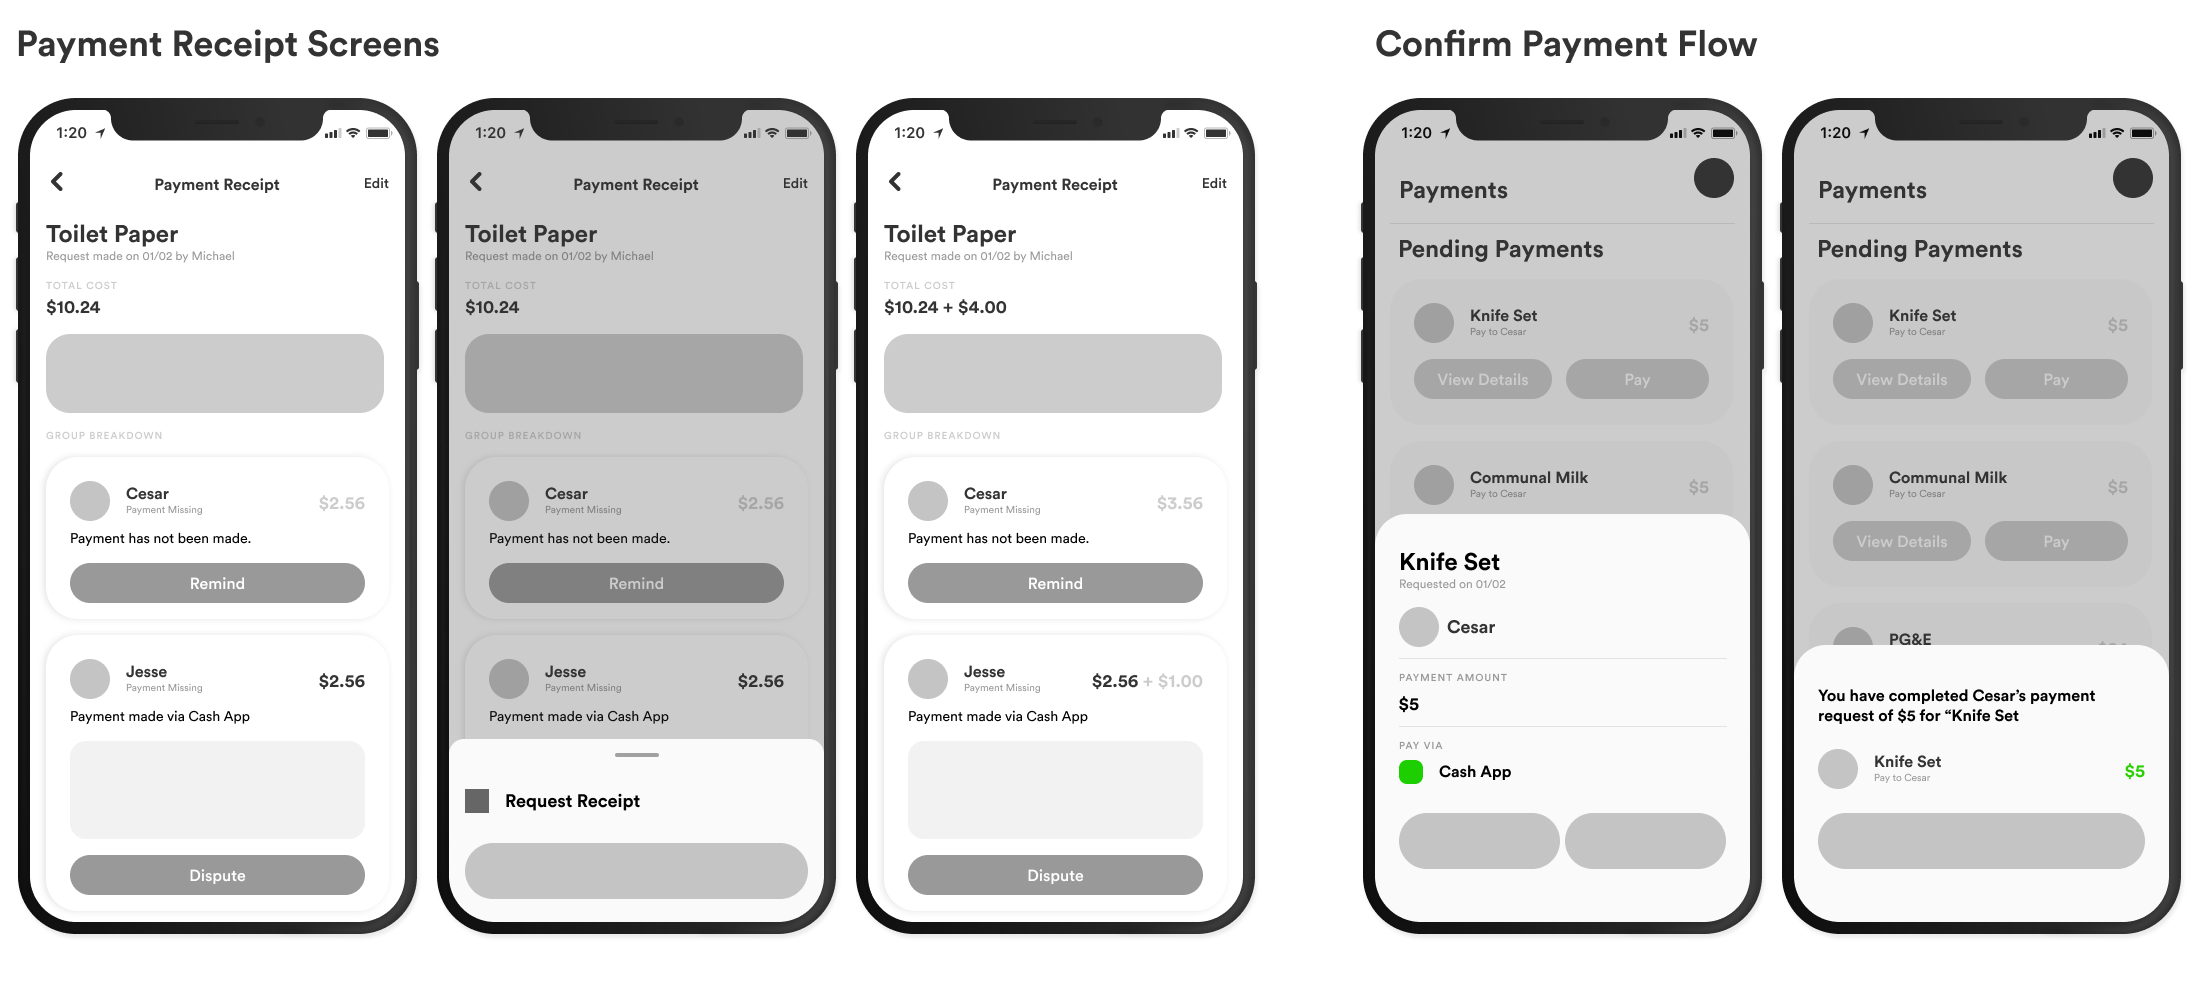 Payment Receipt Screens
1:20
Payment Receipt
Edit
Toilet Paper
Request made on 01/02 by Michael
TOTAL COST
$10.24
GROUP BREAKDOWN
Cesar
Payment Missing
$2.56
Payment has not been made.
Remind
Jesse
Payment Missing
$2.56
Payment made via Cash App
Dispute
1:20
Payment Receipt
Edit
Toilet Paper
Request made on 01/02 by Michael
TOTAL COST
$10.24
GROUP BREAKDOWN
Cesar
Payment Missing
$2.56
Payment has not been made.
Remind
Jesse
Payment Missing
$2.56
Payment made via Cash App
Request Receipt
1:20
Payment Receipt
Edit
Toilet Paper
Request made on 01/02 by Michael
TOTAL COST
$10.24 + $4.00
GROUP BREAKDOWN
Cesar
Payment Missing
$3.56
Payment has not been made.
Remind
Jesse
Payment Missing
$2.56 + $1.00
Payment made via Cash App
Dispute
Confirm Payment Flow
1:20
Payments
Pending Payments
Knife Set
Pay to Cesar
$5
View Details
Pay
Communal Milk
Pay to Cesar
$5
Knife Set
Requested on 01/02
Cesar
PAYMENT AMOUNT
$5
PAY VIA
Cash App
1:20
Payments
Pending Payments
Knife Set
Pay to Cesar
$5
View Details
Pay
Communal Milk
Pay to Cesar
$5
View Details
Pay
PG&E
You have completed Cesar’s payment
request of $5 for “Knife Set
Knife Set
Pay to Cesar
$5